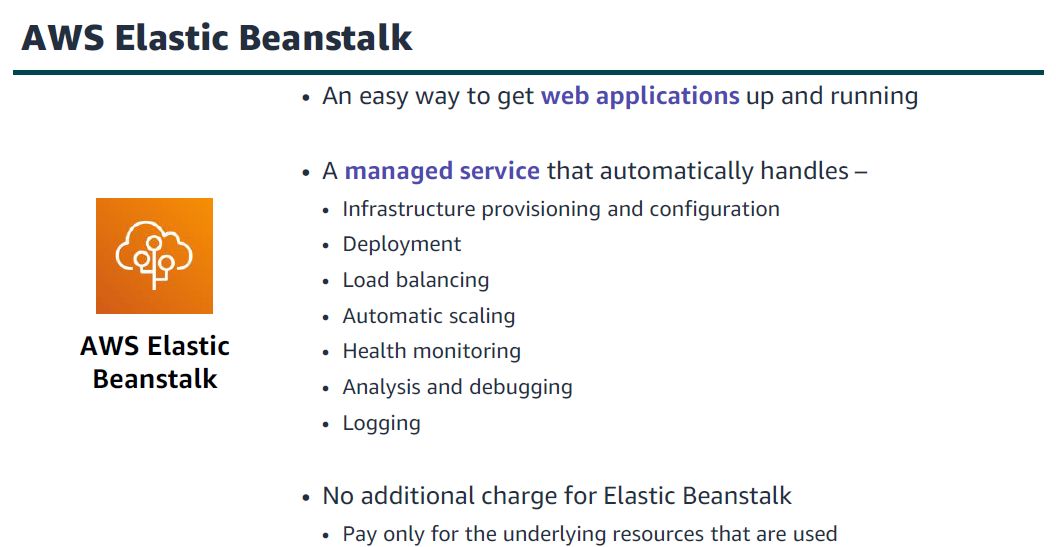 AWS Elastic Beanstalk
• An easy way to get web applications up and running
• A managed service that automatically handles –
• Infrastructure provisioning and configuration
• Deployment
• Load balancing
• Automatic scaling
• Health monitoring
• Analysis and debugging
• Logging
AWS Elastic
Beanstalk
• No additional charge for Elastic Beanstalk
• Pay only for the underlying resources that are used